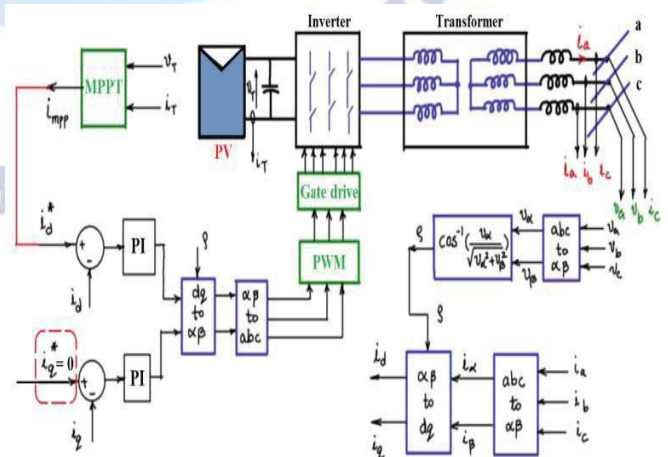 Inverter
Transformer
MPPT
v_T
i_T
i_mpp
PV
v_T
i_T
i_a
a
b
c
i_a i_b i_c
v_a v_b i_c
Gate drive
PWM
i_d*
+
-
PI
i_d
i_q* = 0
+
-
PI
i_q
ρ
dq
to
αβ
αβ
to
abc
cos⁻¹(v_α/√(v_α²+v_β²))
v_α
v_β
abc
to
αβ
v_a
v_b
v_c
ρ
ρ
i_d
i_q
αβ
to
dq
i_α
i_β
abc
to
αβ
i_a
i_b
i_c